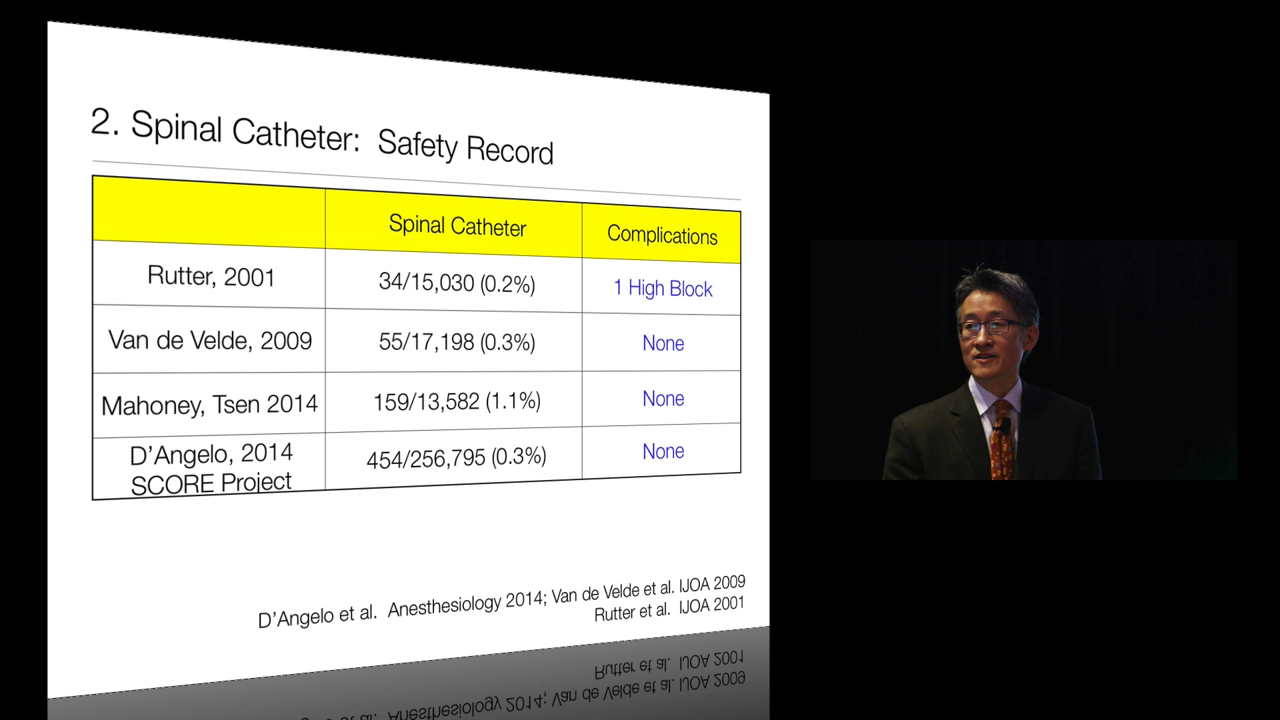 2. Spinal Catheter: Safety Record
Spinal Catheter
Complications
Rutter, 2001
34/15,030 (0.2%)
1 High Block
Van de Velde, 2009
55/17,198 (0.3%)
None
Mahoney, Tsen 2014
159/13,582 (1.1%)
None
D'Angelo, 2014
SCORE Project
454/256,795 (0.3%)
None
D'Angelo et al. Anesthesiology 2014; Van de Velde et al. IJOA 2009
Rutter et al. IJOA 2001